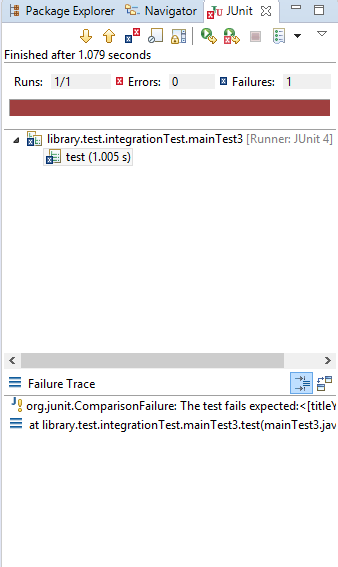 Package Explorer Navigator JUnit
Finished after 1.079 seconds
Runs: 1/1 Errors: 0 Failures: 1
library.test.integrationTest.mainTest3 [Runner: JUnit 4]
test (1.005 s)
Failure Trace
org.junit.ComparisonFailure: The test fails expected:<[titleY
at library.test.integrationTest.mainTest3.test(mainTest3.jav